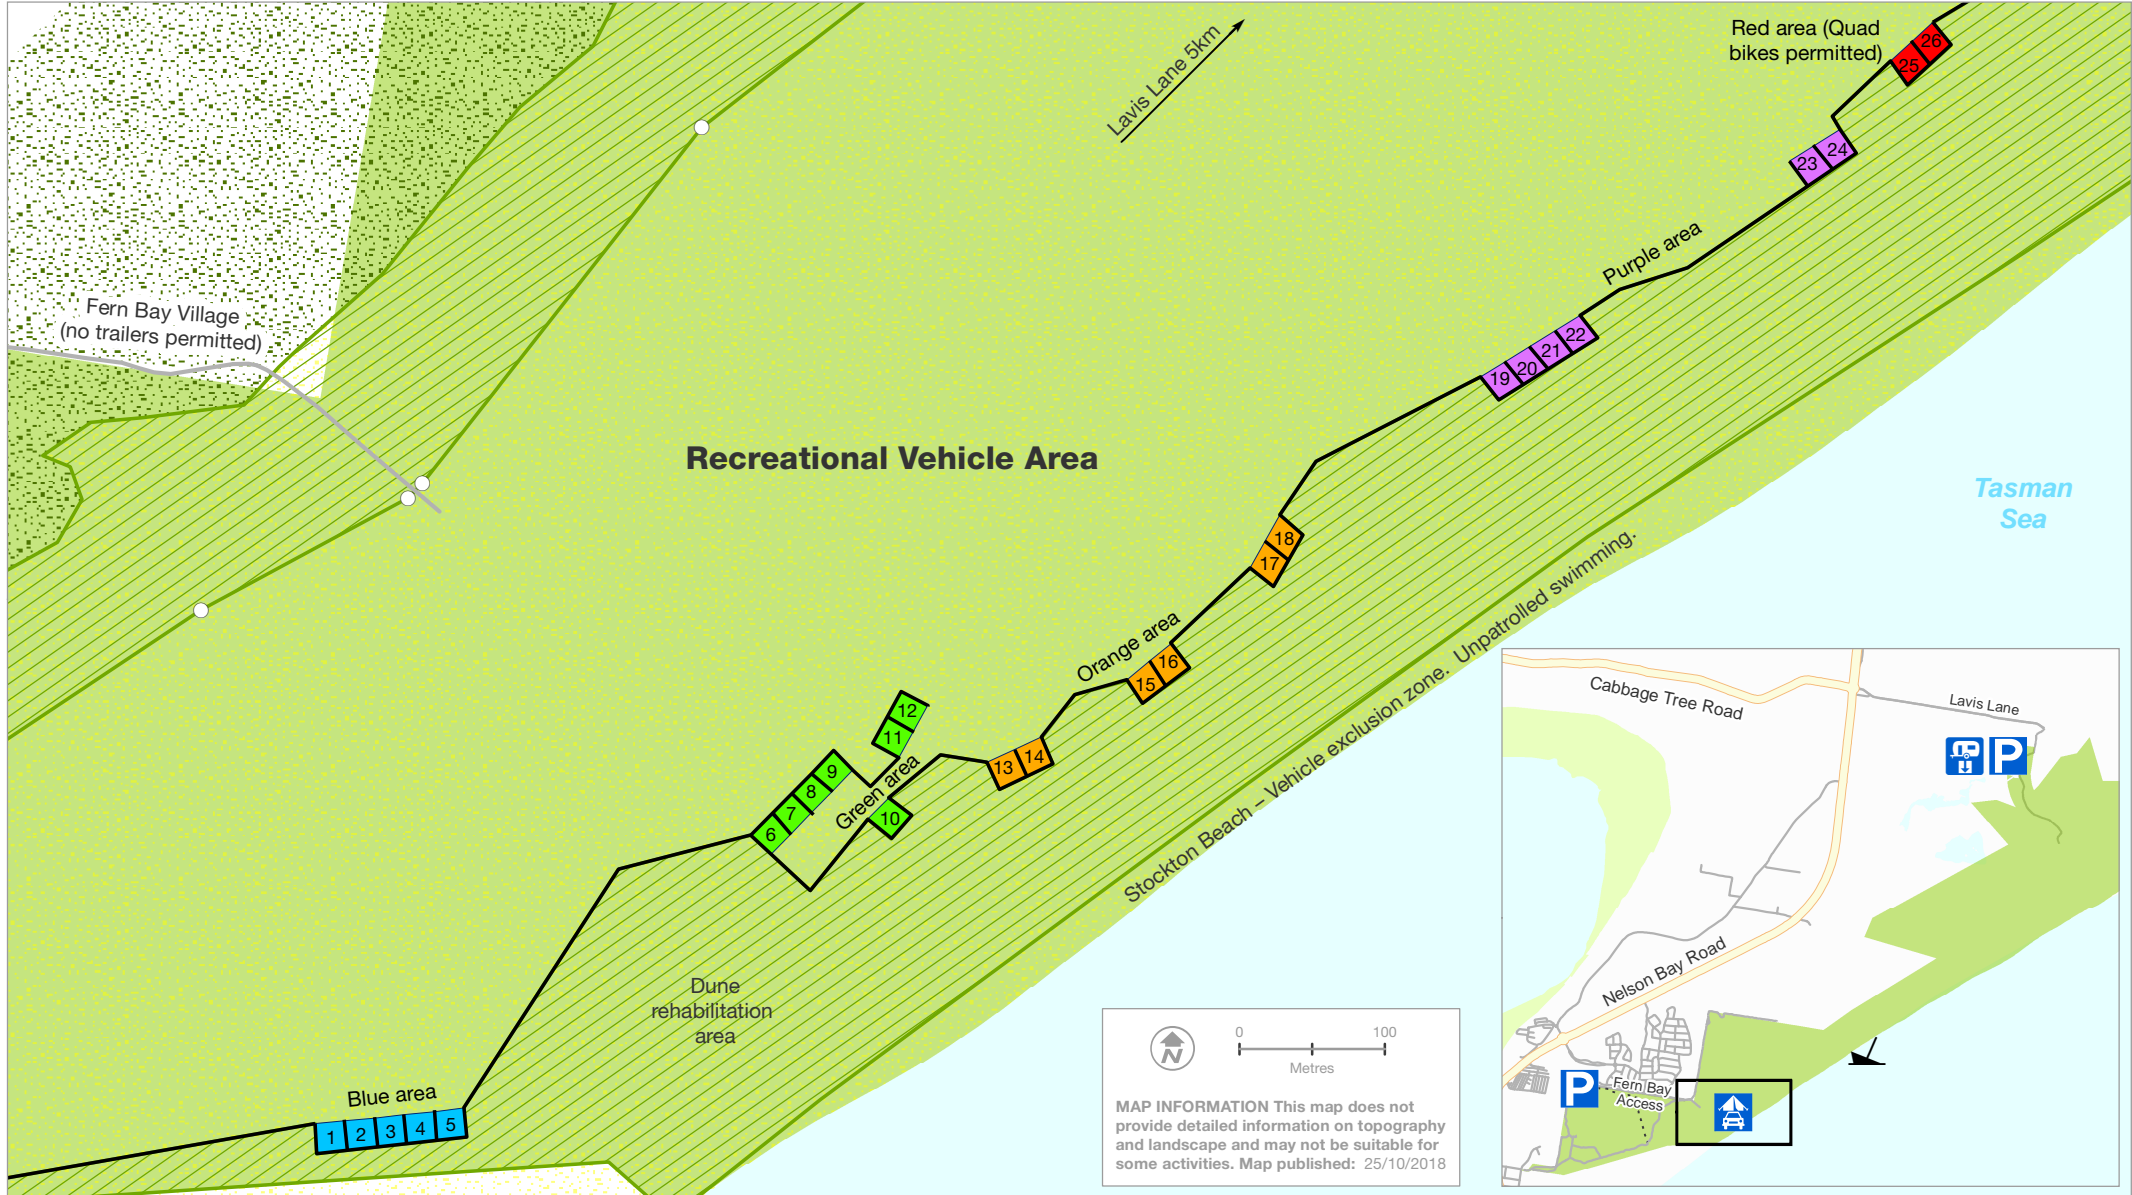 Red area (Quad
bikes permitted)
26
25
Lavis Lane 5km
24
23
Purple area
Fern Bay Village
(no trailers permitted)
22
21
20
19
Recreational Vehicle Area
Tasman
Sea
18
17
Stockton Beach – Vehicle exclusion zone. Unpatrolled swimming.
Orange area
16
15
14
13
12
11
Green area
10
9
8
7
6
Dune
rehabilitation
area
Blue area
1 2 3 4 5
N
0 100
Metres
MAP INFORMATION This map does not
provide detailed information on topography
and landscape and may not be suitable for
some activities. Map published: 25/10/2018
Cabbage Tree Road
Lavis Lane
P
Nelson Bay Road
P
Fern Bay
Access